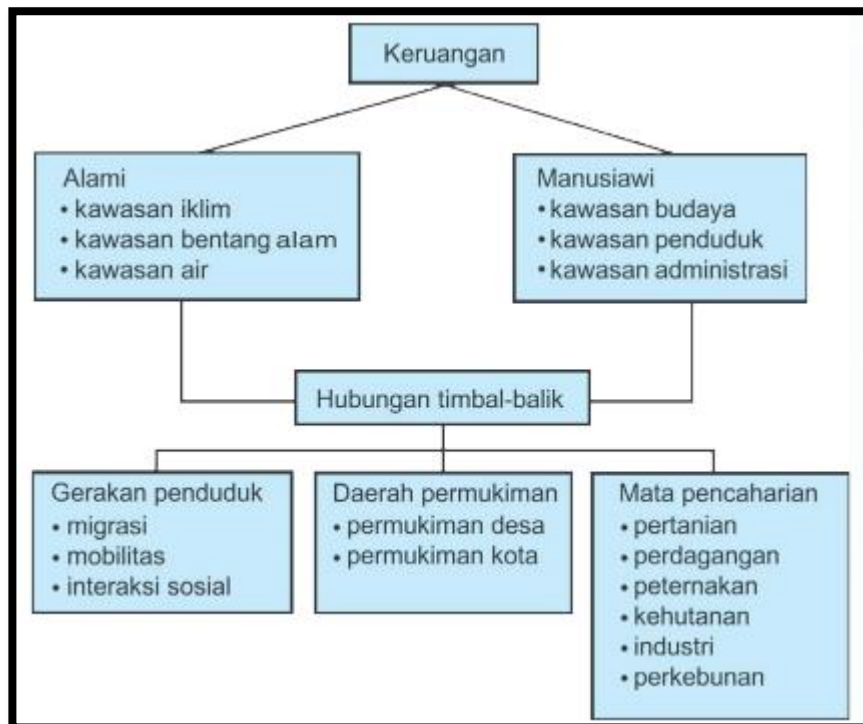 Keruangan
Alami
• kawasan iklim
• kawasan bentang alam
• kawasan air
Manusiawi
• kawasan budaya
• kawasan penduduk
• kawasan administrasi
Hubungan timbal-balik
Gerakan penduduk
• migrasi
• mobilitas
• interaksi sosial
Daerah permukiman
• permukiman desa
• permukiman kota
Mata pencaharian
• pertanian
• perdagangan
• peternakan
• kehutanan
• industri
• perkebunan